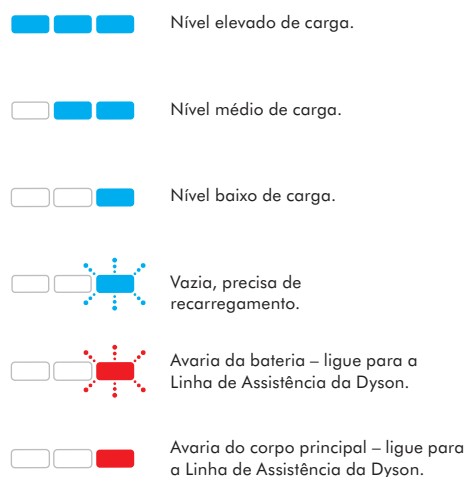 Nível elevado de carga.
Nível médio de carga.
Nível baixo de carga.
Vazia, precisa de
recarregamento.
Avaria da bateria – ligue para a
Linha de Assistência da Dyson.
Avaria do corpo principal – ligue para
a Linha de Assistência da Dyson.